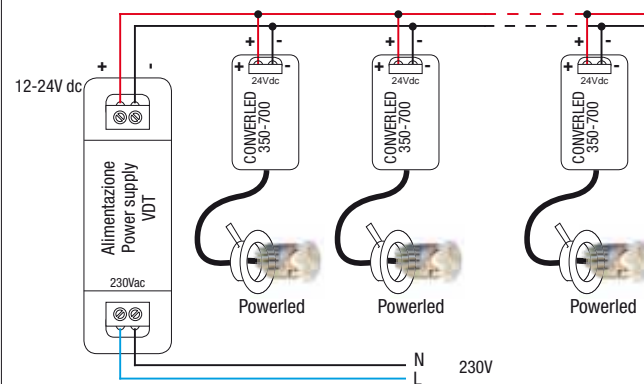 + -
12-24V dc
Alimentazione
Power supply
VDT
230Vac
N
L
230V
+ -
+ -
24Vdc
CONVERLED
350-700
Powerled
+ -
+ -
24Vdc
CONVERLED
350-700
Powerled
+ -
+ -
24Vdc
CONVERLED
350-700
Powerled